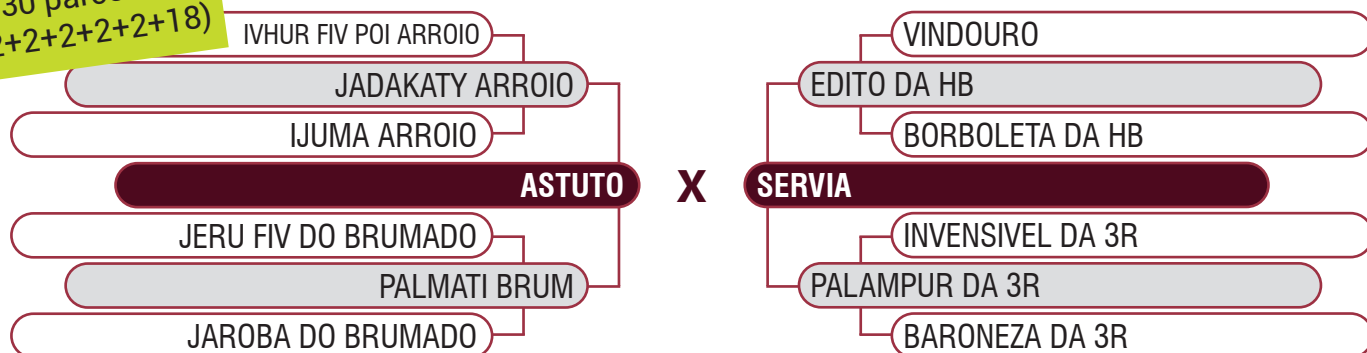 30
2+2+2+2+2+18)
IVHUR FIV POI ARROIO
JADAKATY ARROIO
IJUMA ARROIO
ASTUTO
JERU FIV DO BRUMADO
PALMATI BRUM
JAROBA DO BRUMADO
X
VINDOURO
EDITO DA HB
BORBOLETA DA HB
SERVIA
INVENSIVEL DA 3R
PALAMPUR DA 3R
BARONEZA DA 3R